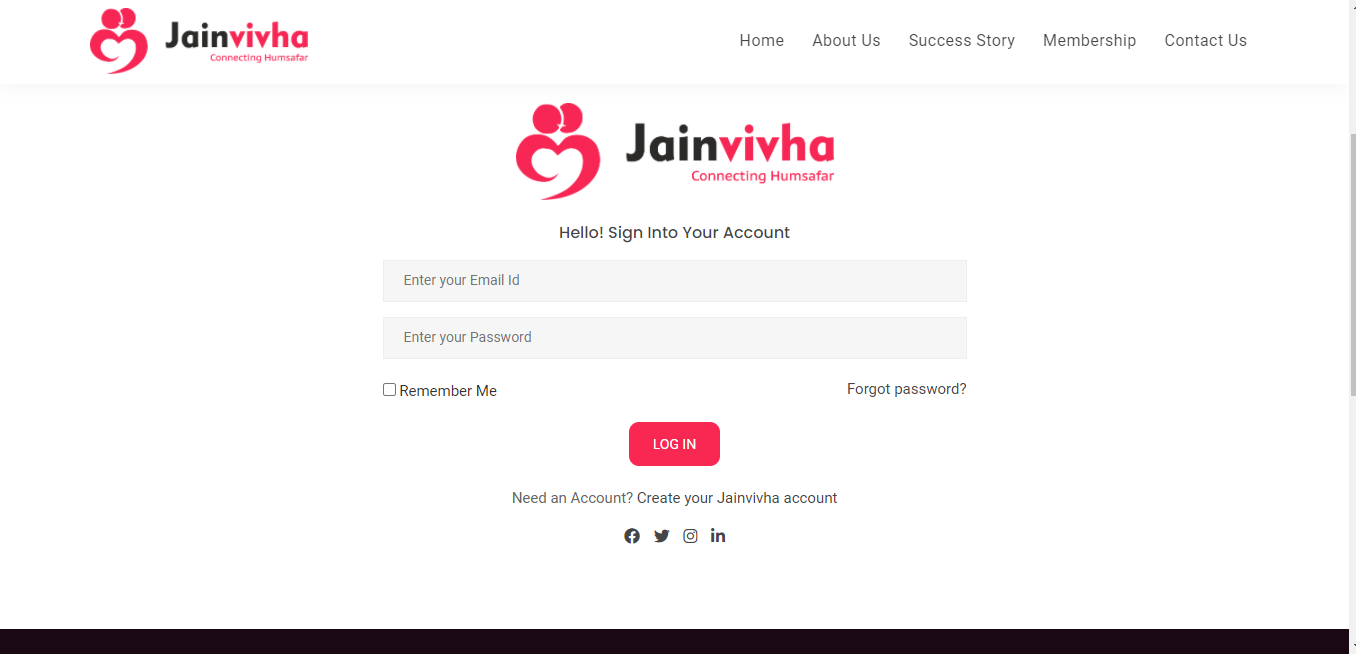 Jainvivha
Connecting Humsafar
Home About Us Success Story Membership Contact Us
Jainvivha
Connecting Humsafar
Hello! Sign Into Your Account
Enter your Email Id
Enter your Password
Remember Me Forgot password?
LOG IN
Need an Account? Create your Jainvivha account